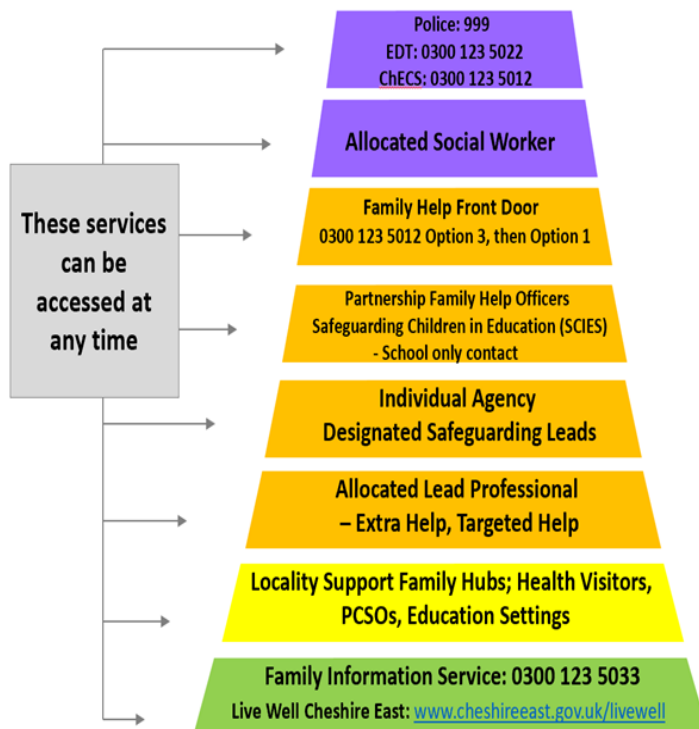 Police: 999
EDT: 0300 123 5022
ChECS: 0300 123 5012
Allocated Social Worker
These services
can be
accessed at
any time
Family Help Front Door
0300 123 5012 Option 3, then Option 1
Partnership Family Help Officers
Safeguarding Children in Education (SCIES)
- School only contact
Individual Agency
Designated Safeguarding Leads
Allocated Lead Professional
– Extra Help, Targeted Help
Locality Support Family Hubs; Health Visitors,
PCSOs, Education Settings
Family Information Service: 0300 123 5033
Live Well Cheshire East: www.cheshireeast.gov.uk/livewell